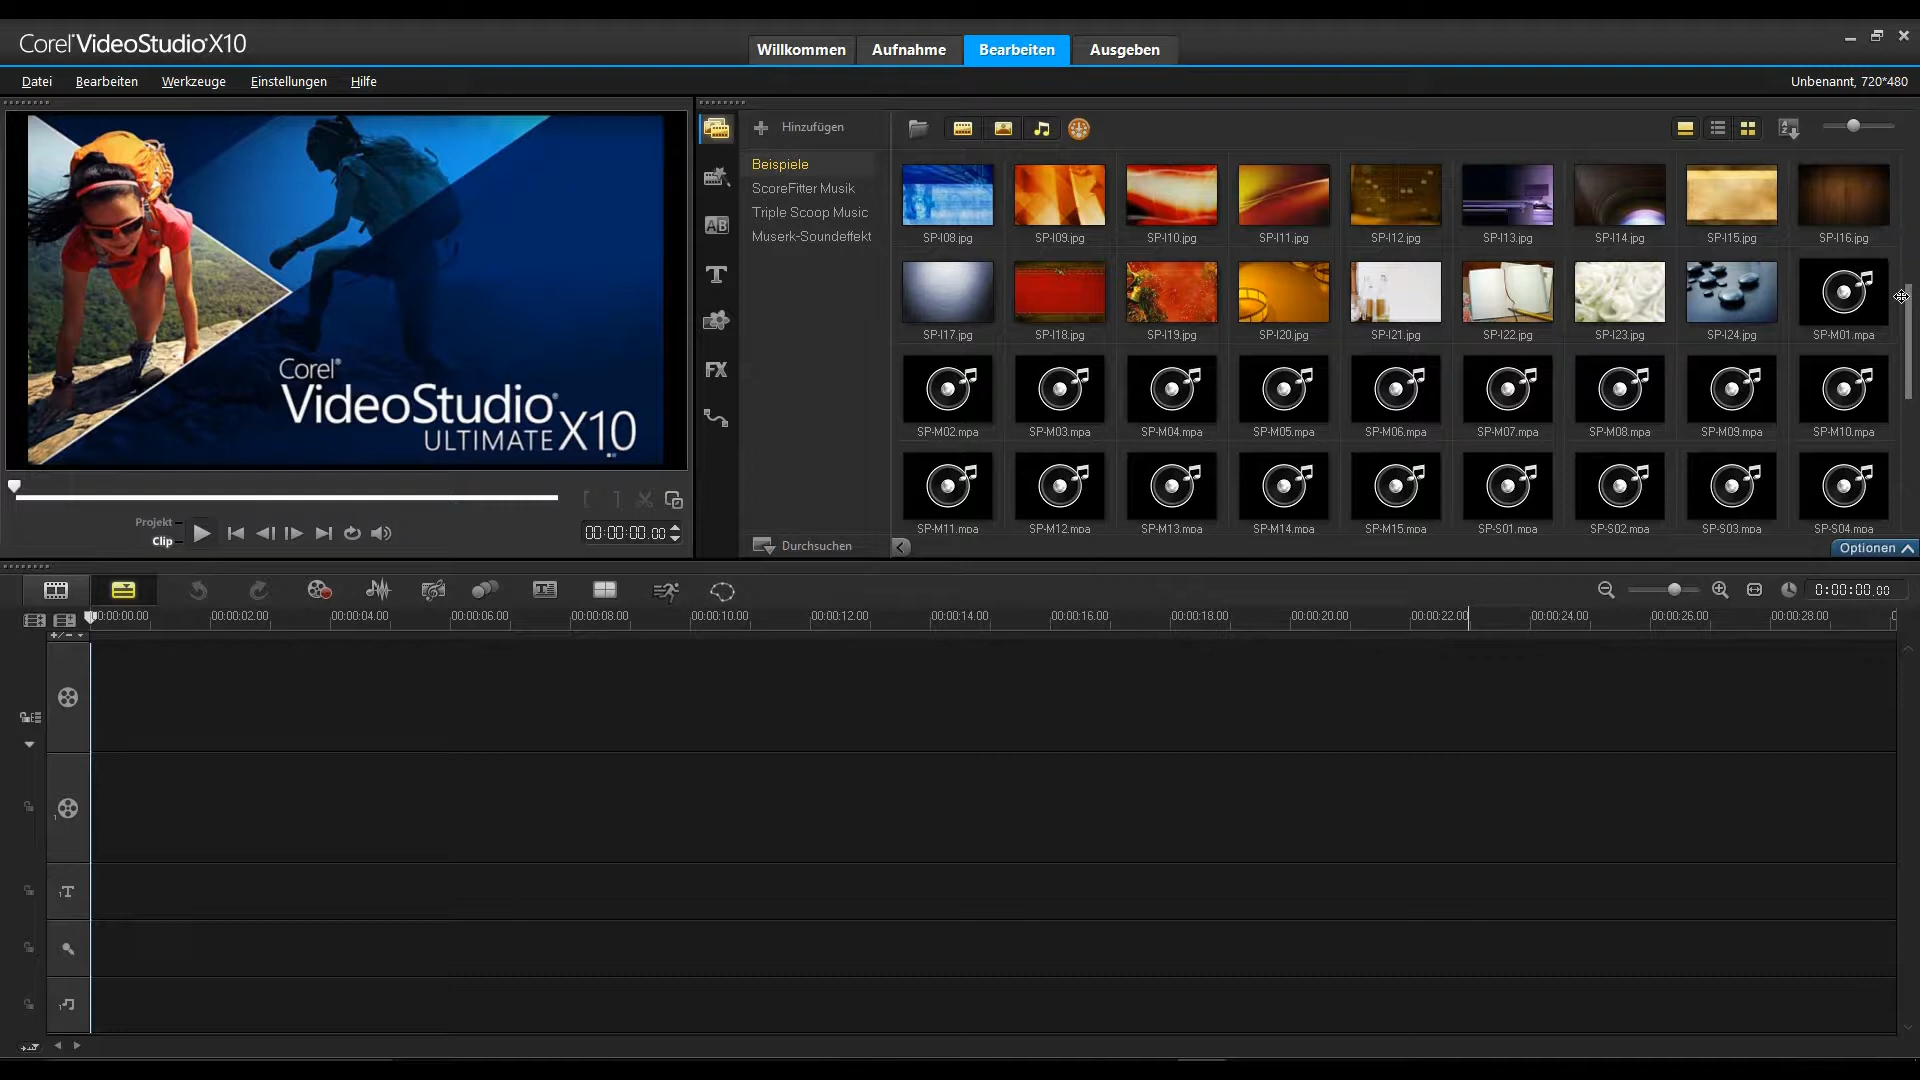 Corel® VideoStudio® X10
Willkommen
Aufnahme
Bearbeiten
Ausgeben
Datei
Bearbeiten
Werkzeuge
Einstellungen
Hilfe
Unbenannt, 720*480
Corel®
VideoStudio®
ULTIMATE X10
Projekt
Clip
00:00:00.00
Hinzufügen
Beispiele
ScoreFitter Musik
Triple Scoop Music
Muserk-Soundeffekt
Durchsuchen
AB
T
FX
SP-I08.jpg
SP-I09.jpg
SP-I10.jpg
SP-I11.jpg
SP-I12.jpg
SP-I13.jpg
SP-I14.jpg
SP-I15.jpg
SP-I16.jpg
SP-I17.jpg
SP-I18.jpg
SP-I19.jpg
SP-I20.jpg
SP-I21.jpg
SP-I22.jpg
SP-I23.jpg
SP-I24.jpg
SP-M01.mpa
SP-M02.mpa
SP-M03.mpa
SP-M04.mpa
SP-M05.mpa
SP-M06.mpa
SP-M07.mpa
SP-M08.mpa
SP-M09.mpa
SP-M10.mpa
SP-M11.mpa
SP-M12.mpa
SP-M13.mpa
SP-M14.mpa
SP-M15.mpa
SP-S01.mpa
SP-S02.mpa
SP-S03.mpa
SP-S04.mpa
Optionen
0:00:00.00
00:00:00.00
00:00:02.00
00:00:04.00
00:00:06.00
00:00:08.00
00:00:10.00
00:00:12.00
00:00:14.00
00:00:16.00
00:00:18.00
00:00:20.00
00:00:22.00
00:00:24.00
00:00:26.00
00:00:28.00
1
1T
1